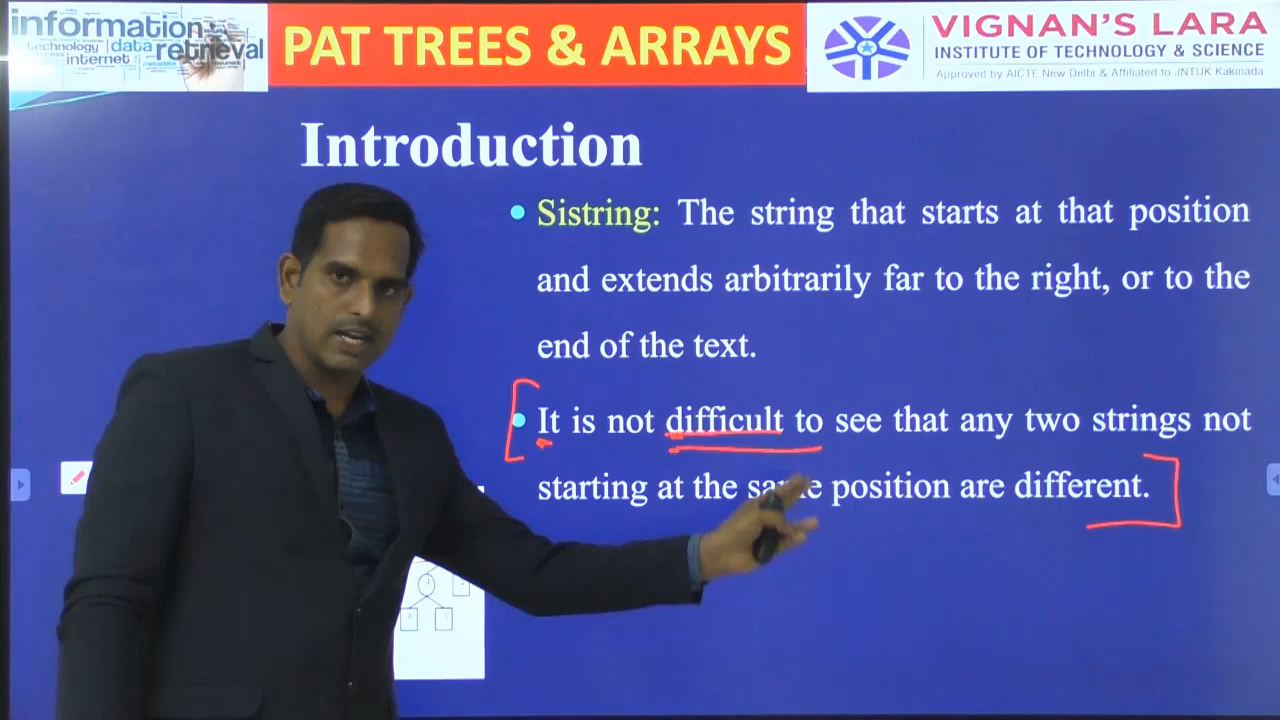 information
technology data retrieval
internet
metadata
PAT TREES & ARRAYS
VIGNAN'S LARA
INSTITUTE OF TECHNOLOGY & SCIENCE
Approved by AICTE New Delhi & Affiliated to JNTUK Kakinada
Introduction
• Sistring: The string that starts at that position
and extends arbitrarily far to the right, or to the
end of the text.
• It is not difficult to see that any two strings not
starting at the same position are different.